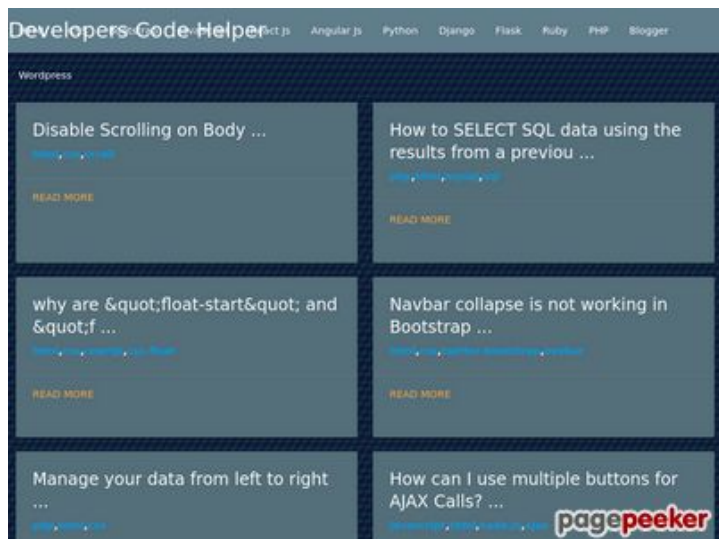 Developers Code Helper
Angular Js Python Django Flask Ruby PHP Blogger
Wordpress
Disable Scrolling on Body ...
READ MORE
How to SELECT SQL data using the
results from a previou ...
READ MORE
why are &quot;float-start&quot; and
&quot;f ...
READ MORE
Navbar collapse is not working in
Bootstrap ...
READ MORE
Manage your data from left to right
...
How can I use multiple buttons for
AJAX Calls? ...
pagepeeker